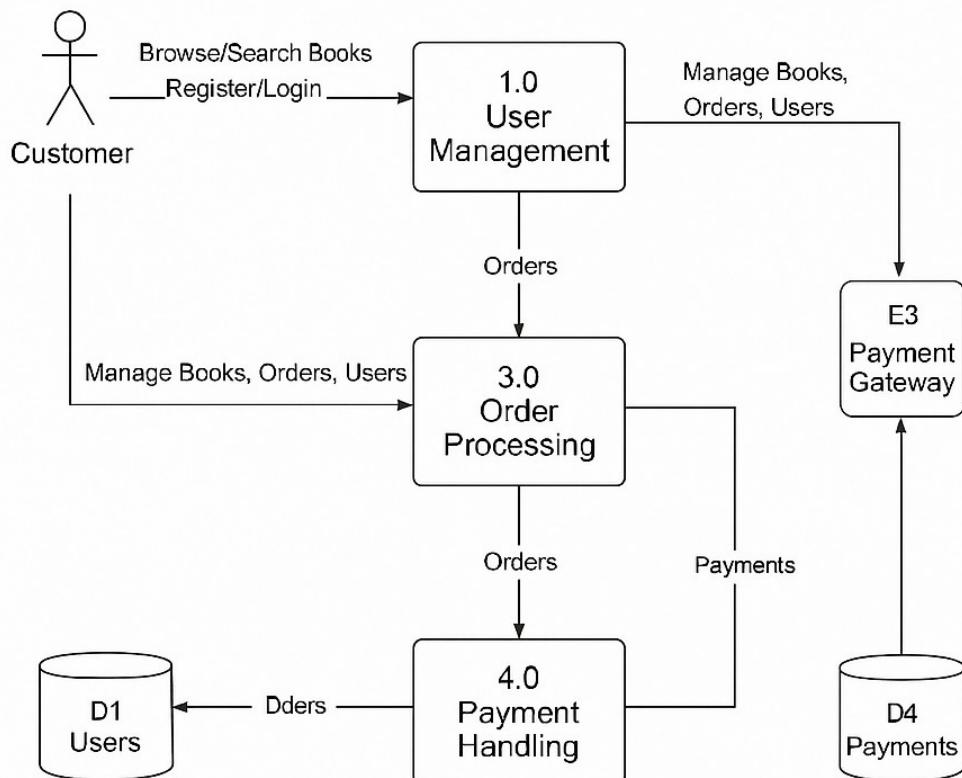 Browse/Search Books
Register/Login
Customer
1.0
User
Management
Manage Books,
Orders, Users
Orders
E3
Payment
Gateway
Manage Books, Orders, Users
3.0
Order
Processing
Orders
Payments
D1
Users
Dders
4.0
Payment
Handling
D4
Payments